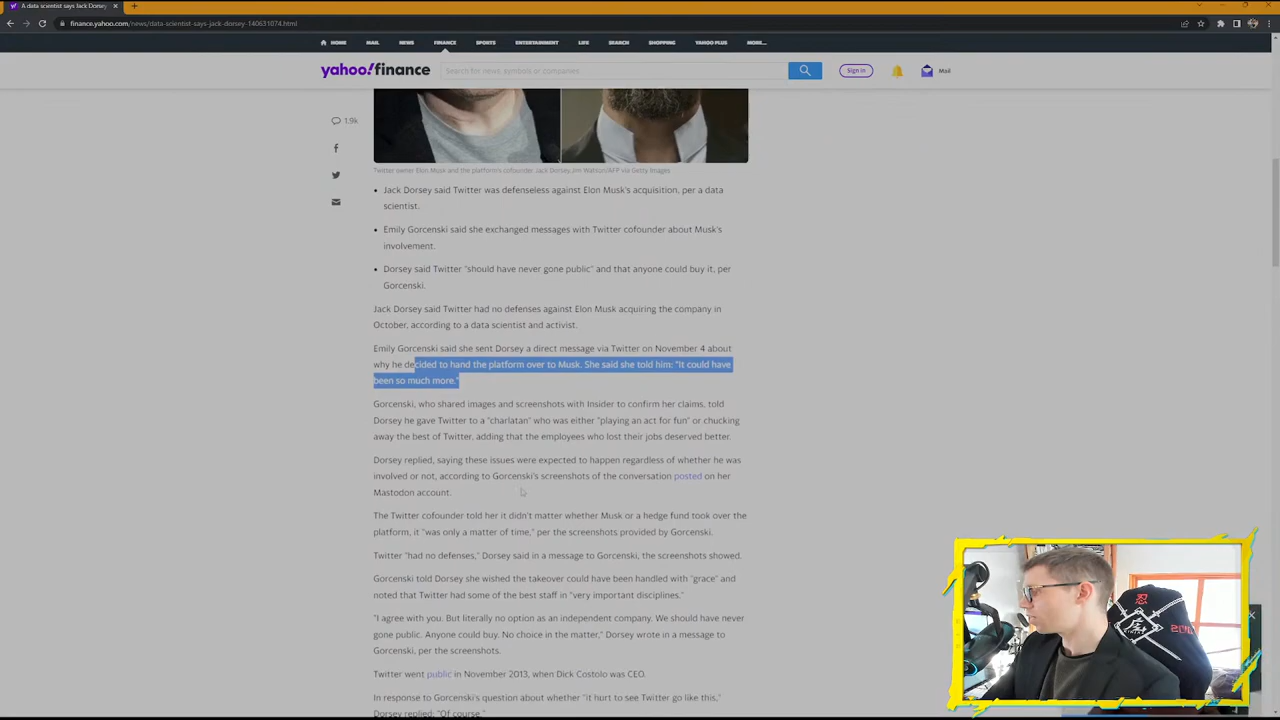 A data scientist says Jack Dorsey
finance.yahoo.com/news/data-scientist-says-jack-dorsey-140631074.html
HOME MAIL NEWS FINANCE SPORTS ENTERTAINMENT LIFE SEARCH SHOPPING YAHOO PLUS MORE...
yahoo!finance Search for news, symbols or companies Sign in Mail
1.9k
Twitter owner Elon Musk and the platform's cofounder Jack Dorsey. Jim Watson/AFP via Getty Images
• Jack Dorsey said Twitter was defenseless against Elon Musk's acquisition, per a data
scientist.
• Emily Gorcenski said she exchanged messages with Twitter cofounder about Musk's
involvement.
• Dorsey said Twitter "should have never gone public" and that anyone could buy it, per
Gorcenski.
Jack Dorsey said Twitter had no defenses against Elon Musk acquiring the company in
October, according to a data scientist and activist.
Emily Gorcenski said she sent Dorsey a direct message via Twitter on November 4 about
why he decided to hand the platform over to Musk. She said she told him: "It could have
been so much more."
Gorcenski, who shared images and screenshots with Insider to confirm her claims, told
Dorsey he gave Twitter to a "charlatan" who was either "playing an act for fun" or chucking
away the best of Twitter, adding that the employees who lost their jobs deserved better.
Dorsey replied, saying these issues were expected to happen regardless of whether he was
involved or not, according to Gorcenski's screenshots of the conversation posted on her
Mastodon account.
The Twitter cofounder told her it didn't matter whether Musk or a hedge fund took over the
platform, it "was only a matter of time," per the screenshots provided by Gorcenski.
Twitter "had no defenses," Dorsey said in a message to Gorcenski, the screenshots showed.
Gorcenski told Dorsey she wished the takeover could have been handled with "grace" and
noted that Twitter had some of the best staff in "very important disciplines."
"I agree with you. But literally no option as an independent company. We should have never
gone public. Anyone could buy. No choice in the matter," Dorsey wrote in a message to
Gorcenski, per the screenshots.
Twitter went public in November 2013, when Dick Costolo was CEO.
In response to Gorcenski's question about whether "it hurt to see Twitter go like this,"
Dorsey replied: "Of course."
忍